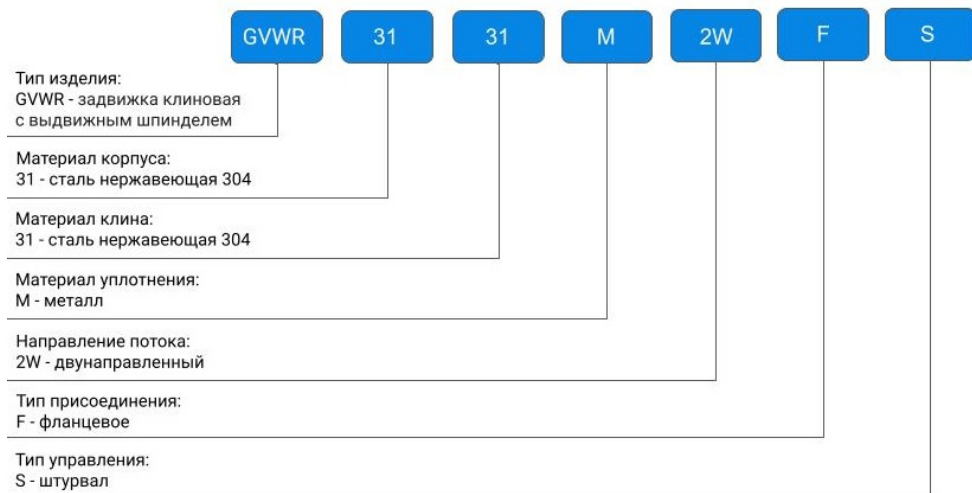 GVWR 31 31 M 2W F S
Тип изделия:
GVWR - задвижка клиновая
с выдвижным шпинделем
Материал корпуса:
31 - сталь нержавеющая 304
Материал клина:
31 - сталь нержавеющая 304
Материал уплотнения:
М - металл
Направление потока:
2W - двунаправленный
Тип присоединения:
F - фланцевое
Тип управления:
S - штурвал